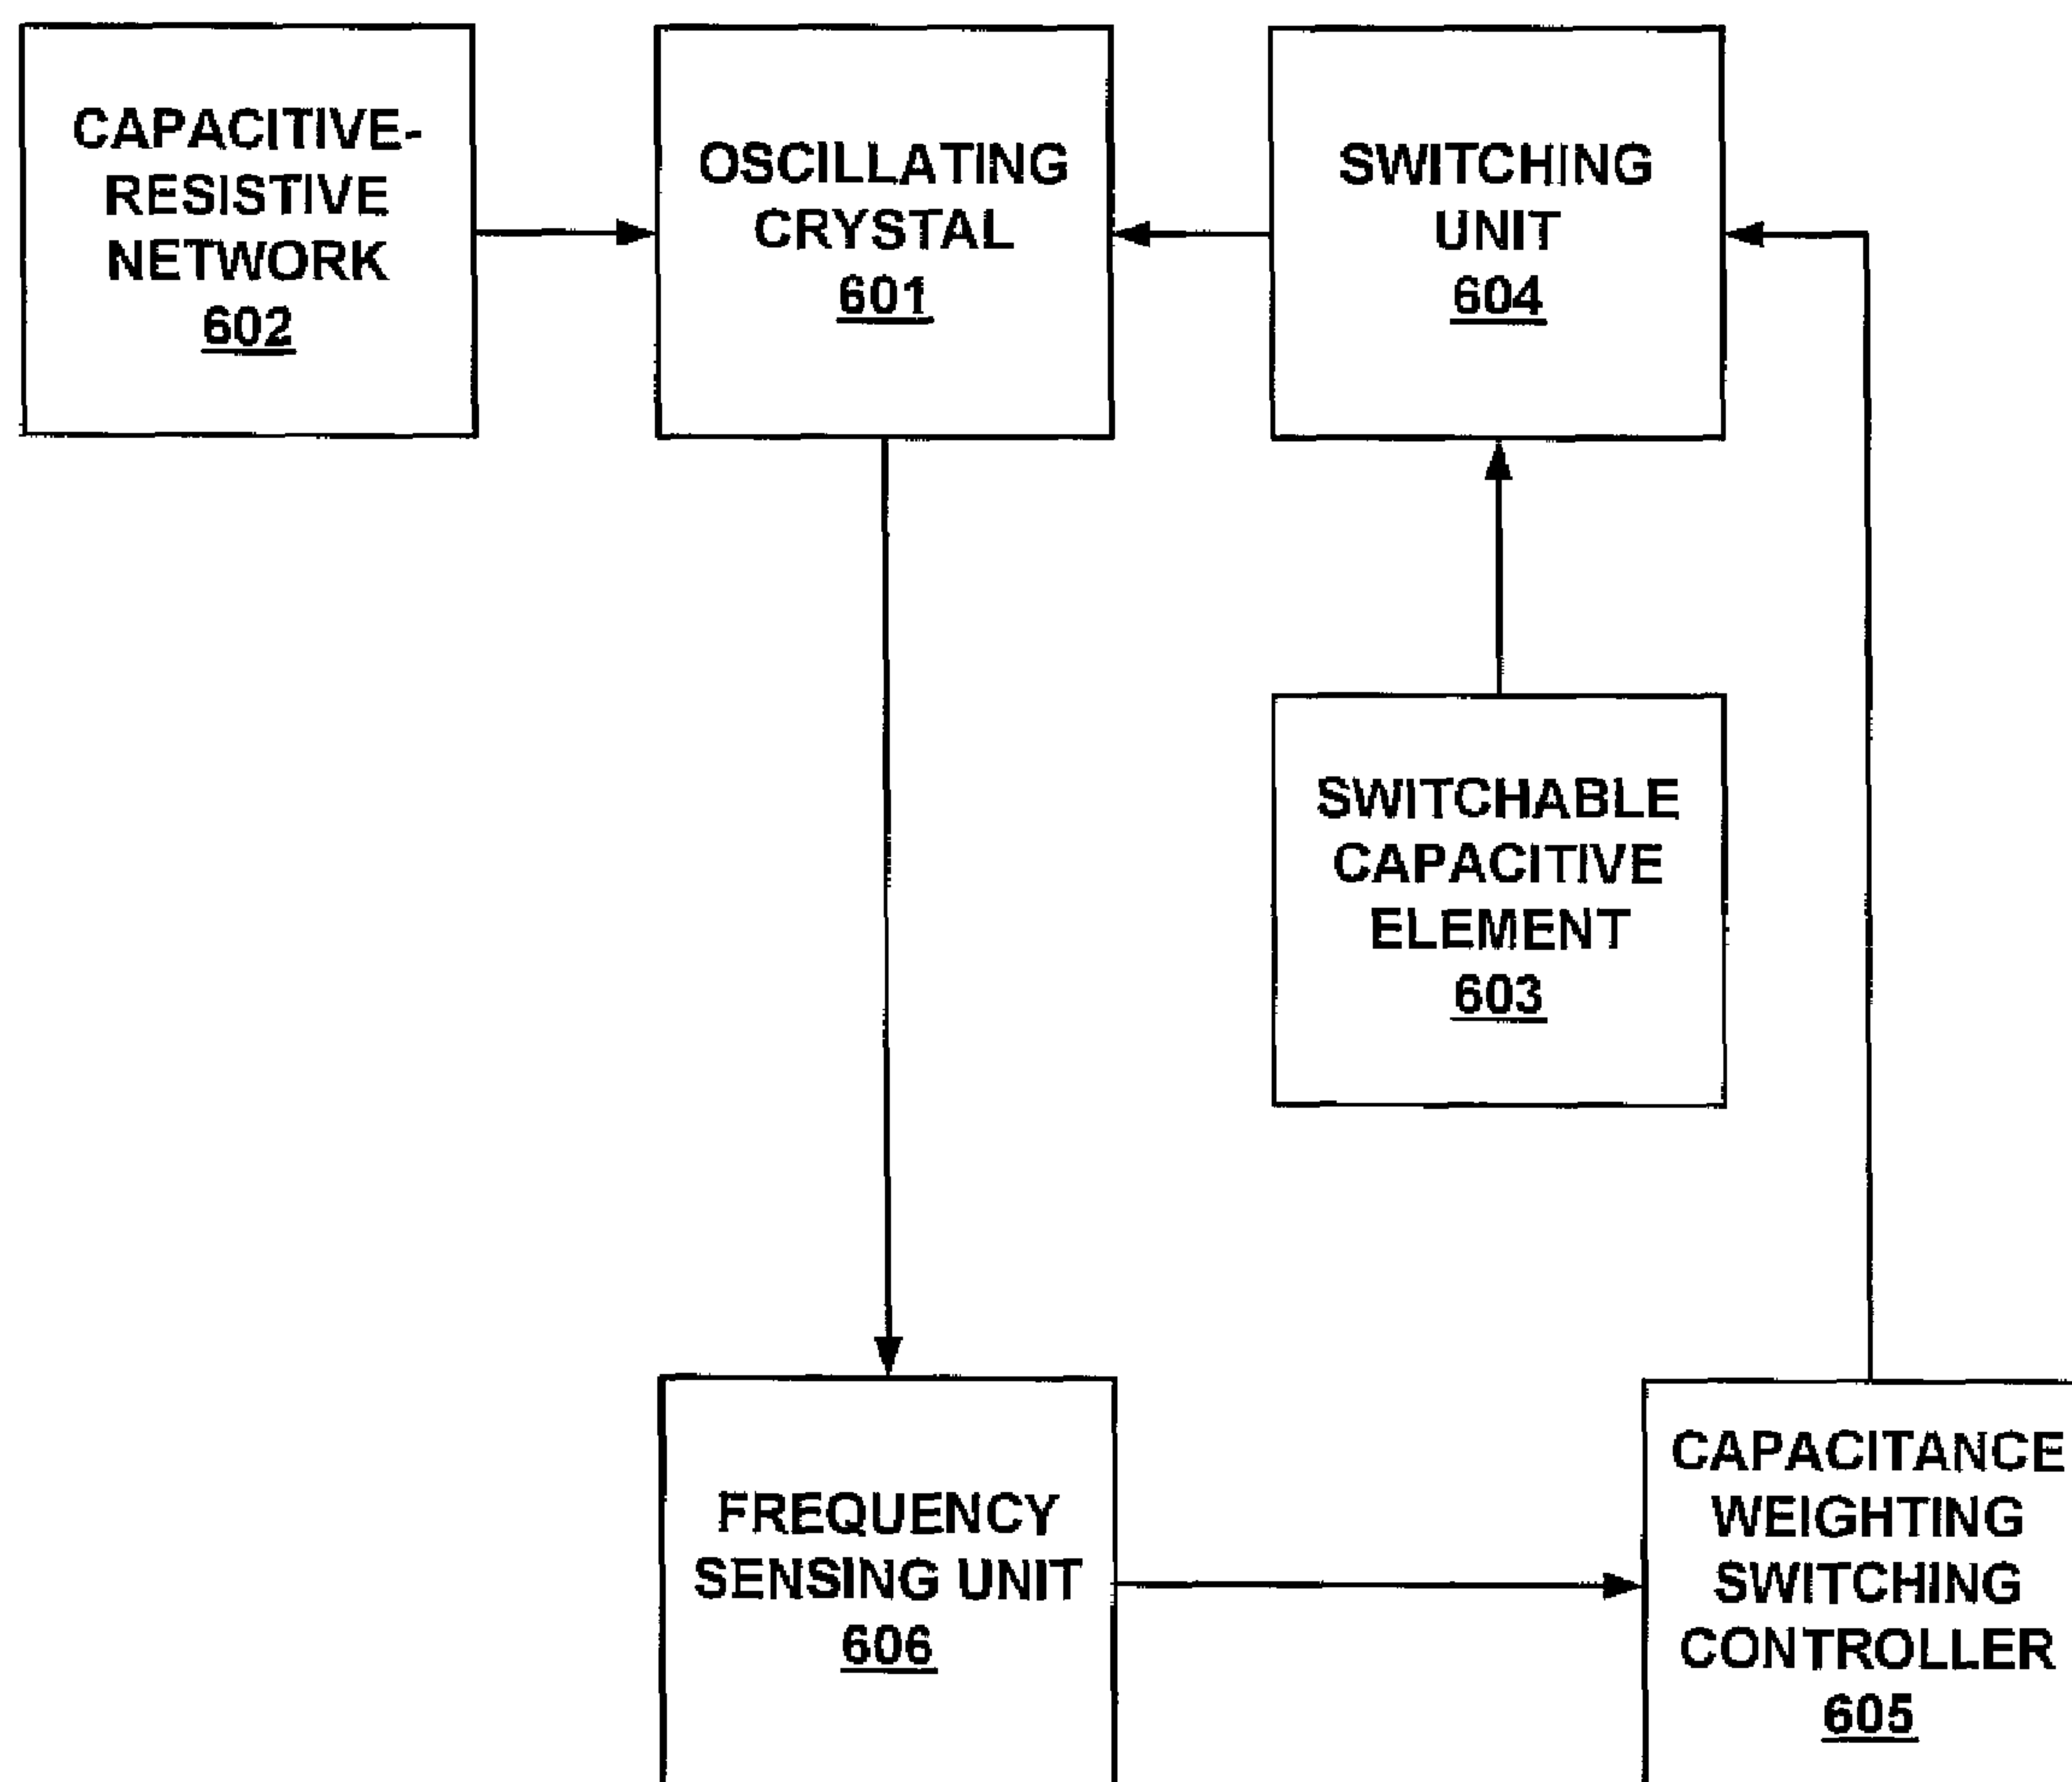 CAPACITIVE-
RESISTIVE
NETWORK
602
OSCILLATING
CRYSTAL
601
SWITCHING
UNIT
604
SWITCHABLE
CAPACITIVE
ELEMENT
603
FREQUENCY
SENSING UNIT
606
CAPACITANCE
WEIGHTING
SWITCHING
CONTROLLER
605